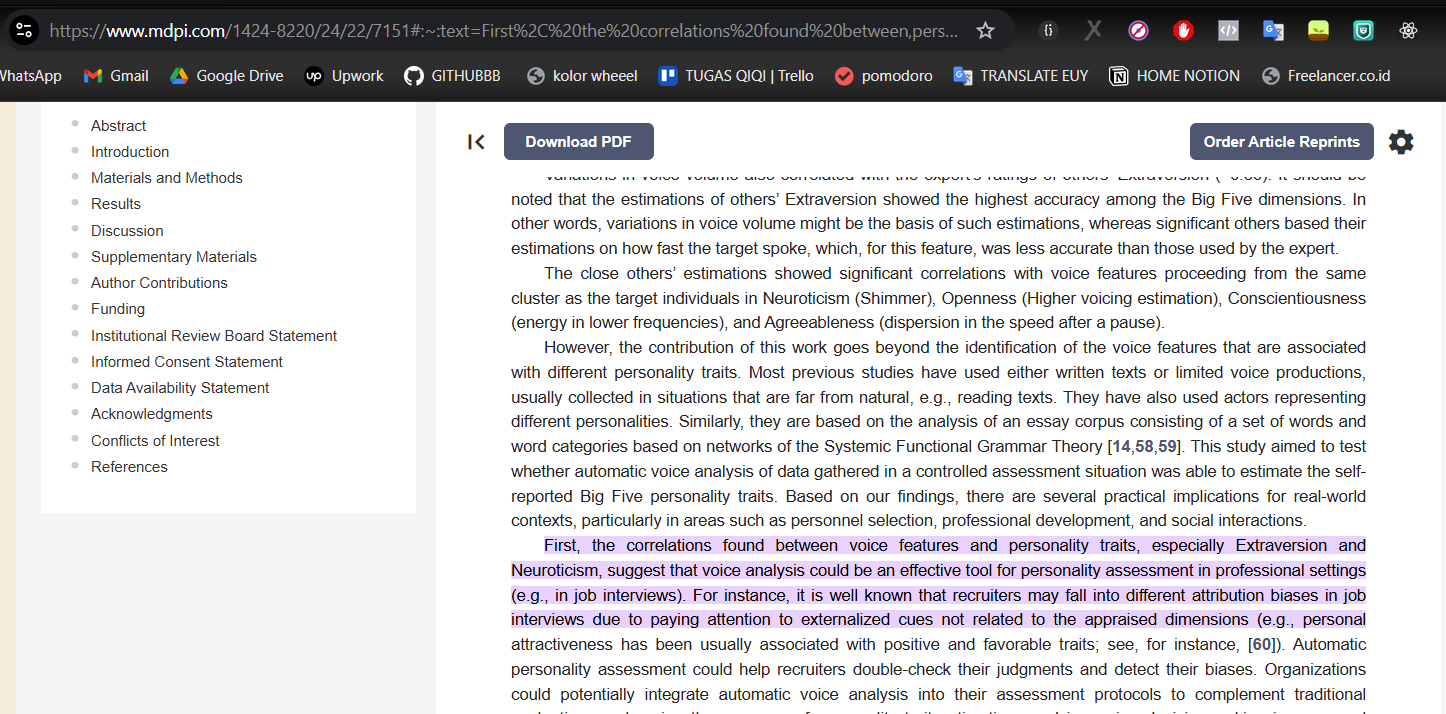 https://www.mdpi.com/1424-8220/24/22/7151#:~:text=First%2C%20the%20correlations%20found%20between,pers...
WhatsApp Gmail Google Drive up Upwork GITHUBBB kolor wheeel TUGAS QIQI | Trello pomodoro TRANSLATE EUY HOME NOTION Freelancer.co.id
Abstract
Introduction
Materials and Methods
Results
Discussion
Supplementary Materials
Author Contributions
Funding
Institutional Review Board Statement
Informed Consent Statement
Data Availability Statement
Acknowledgments
Conflicts of Interest
References
Download PDF
Order Article Reprints
Variations in voice volume also correlated with the expert's ratings of others' Extraversion It should be
noted that the estimations of others’ Extraversion showed the highest accuracy among the Big Five dimensions. In
other words, variations in voice volume might be the basis of such estimations, whereas significant others based their
estimations on how fast the target spoke, which, for this feature, was less accurate than those used by the expert.
The close others’ estimations showed significant correlations with voice features proceeding from the same
cluster as the target individuals in Neuroticism (Shimmer), Openness (Higher voicing estimation), Conscientiousness
(energy in lower frequencies), and Agreeableness (dispersion in the speed after a pause).
However, the contribution of this work goes beyond the identification of the voice features that are associated
with different personality traits. Most previous studies have used either written texts or limited voice productions,
usually collected in situations that are far from natural, e.g., reading texts. They have also used actors representing
different personalities. Similarly, they are based on the analysis of an essay corpus consisting of a set of words and
word categories based on networks of the Systemic Functional Grammar Theory [14,58,59]. This study aimed to test
whether automatic voice analysis of data gathered in a controlled assessment situation was able to estimate the self-
reported Big Five personality traits. Based on our findings, there are several practical implications for real-world
contexts, particularly in areas such as personnel selection, professional development, and social interactions.
First, the correlations found between voice features and personality traits, especially Extraversion and
Neuroticism, suggest that voice analysis could be an effective tool for personality assessment in professional settings
(e.g., in job interviews). For instance, it is well known that recruiters may fall into different attribution biases in job
interviews due to paying attention to externalized cues not related to the appraised dimensions (e.g., personal
attractiveness has been usually associated with positive and favorable traits; see, for instance, [60]). Automatic
personality assessment could help recruiters double-check their judgments and detect their biases. Organizations
could potentially integrate automatic voice analysis into their assessment protocols to complement traditional